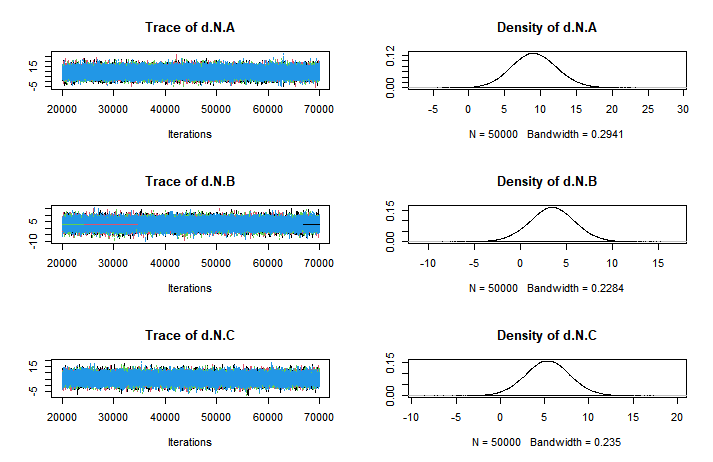 Trace of d.N.A
15
-5
20000 30000 40000 50000 60000 70000
Iterations
Density of d.N.A
0.12
0.00
-5 0 5 10 15 20 25 30
N = 50000 Bandwidth = 0.2941
Trace of d.N.B
5
-10
20000 30000 40000 50000 60000 70000
Iterations
Density of d.N.B
0.15
0.00
-10 -5 0 5 10 15
N = 50000 Bandwidth = 0.2284
Trace of d.N.C
15
-5
20000 30000 40000 50000 60000 70000
Iterations
Density of d.N.C
0.15
0.00
-10 -5 0 5 10 15 20
N = 50000 Bandwidth = 0.235